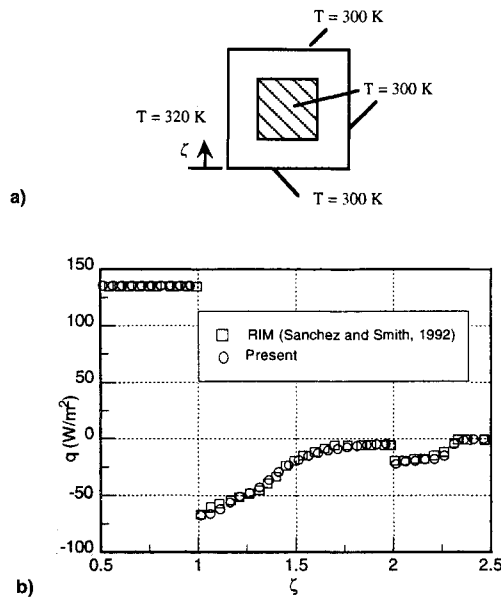 T = 300 K
T = 300 K
T = 320 K
ζ
T = 300 K
a)
150
100
50
0
-50
-100
q (W/m²)
RIM (Sanchez and Smith, 1992)
Present
0.5
1
1.5
2
2.5
ζ
b)